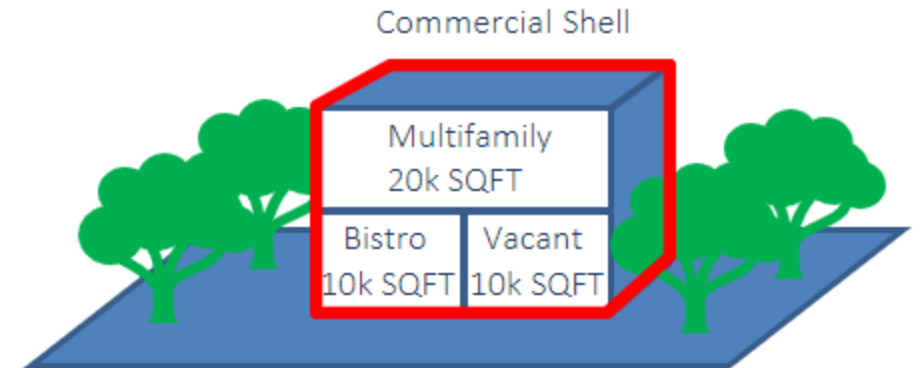 Commercial Shell
Multifamily
20k SQFT
Bistro
10k SQFT
Vacant
10k SQFT